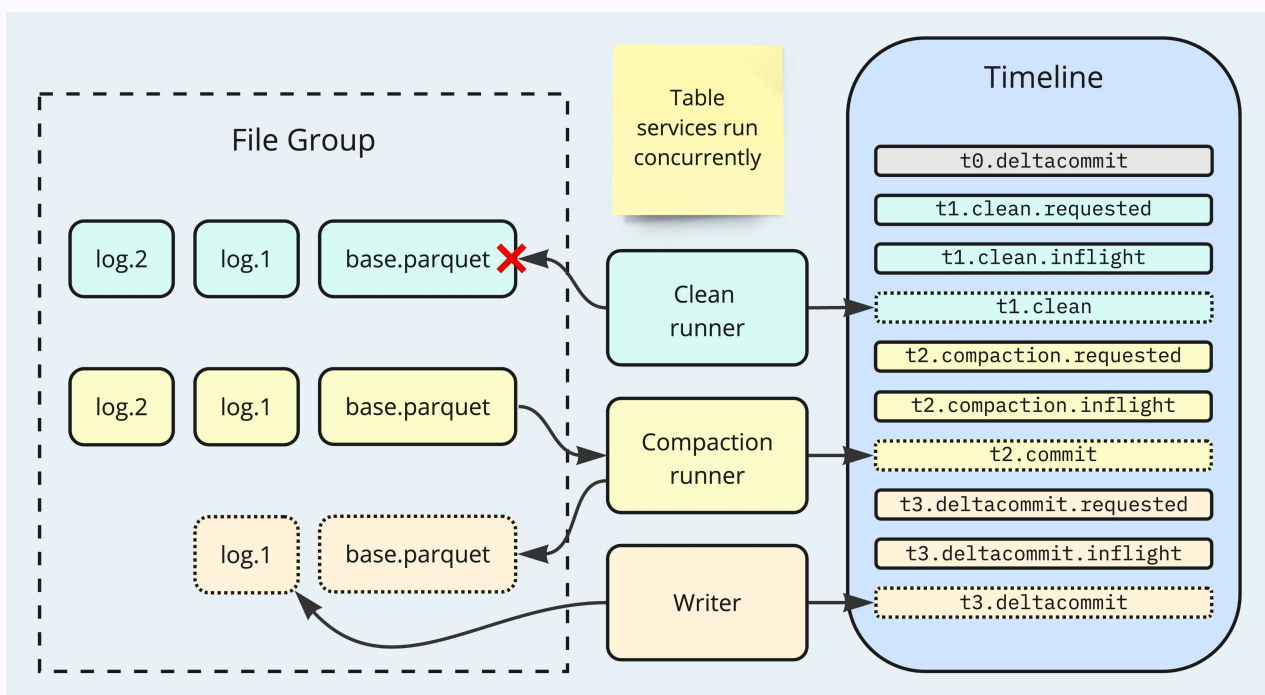 File Group
log.2
log.1
base.parquet
log.2
log.1
base.parquet
log.1
base.parquet
Table
services run
concurrently
Clean
runner
Compaction
runner
Writer
Timeline
t0.deltacommit
t1.clean.requested
t1.clean.inflight
t1.clean
t2.compaction.requested
t2.compaction.inflight
t2.commit
t3.deltacommit.requested
t3.deltacommit.inflight
t3.deltacommit